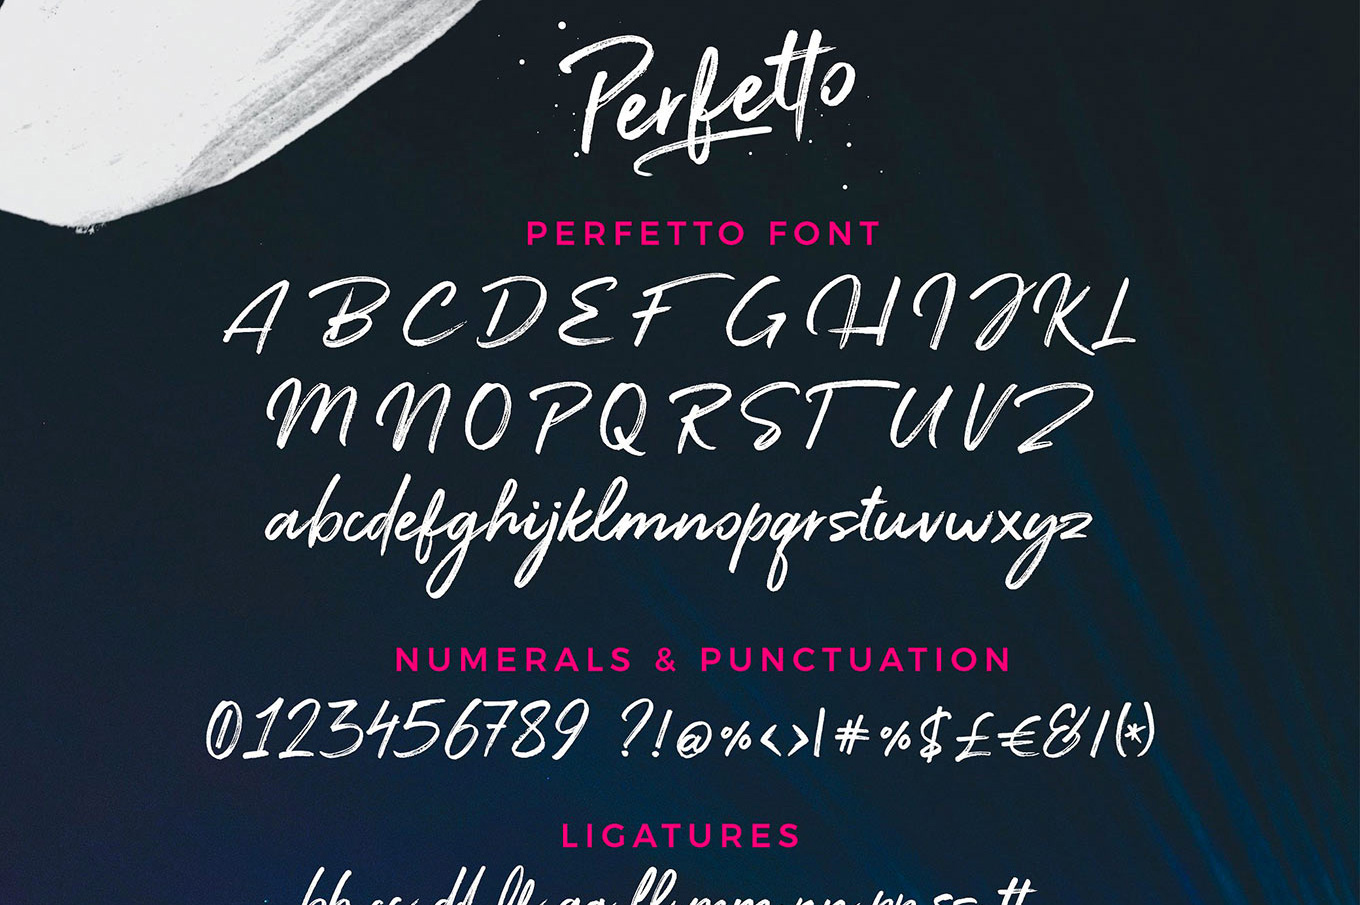 Perfetto
PERFETTO FONT
A B C D E F G H I J K L
M N O P Q R S T U V Z
abcdefghijklmnopqrstuvwxyz
NUMERALS & PUNCTUATION
0123456789 ?!@%<>|#%$£€&/(*)
LIGATURES